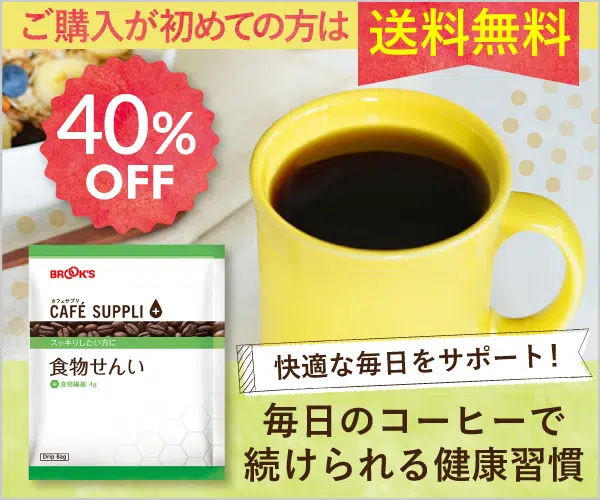 ご購入が初めての方は
送料無料
40%
OFF
BROOK'S
カフェサプリ
CAFÉ SUPPLI
スッキリしたい方に
食物せんい
食物繊維 4g
Drip Bag
快適な毎日をサポート!
毎日のコーヒーで
続けられる健康習慣